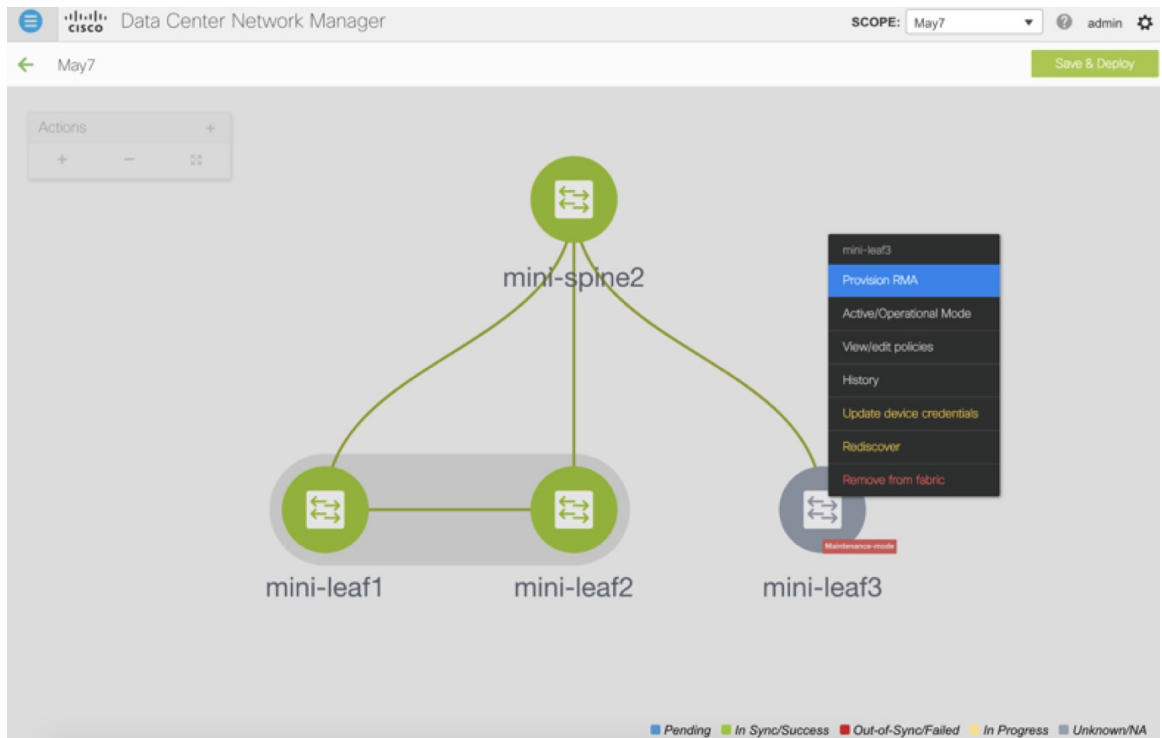 cisco Data Center Network Manager SCOPE: May7 admin
May7 Save & Deploy
Actions
mini-spine2
mini-leaf3
Provision RMA
Active/Operational Mode
View/edit policies
History
Update device credentials
Rediscover
Remove from fabric
Maintenance-mode
mini-leaf1 mini-leaf2 mini-leaf3
Pending In Sync/Success Out-of-Sync/Failed In Progress Unknown/NA